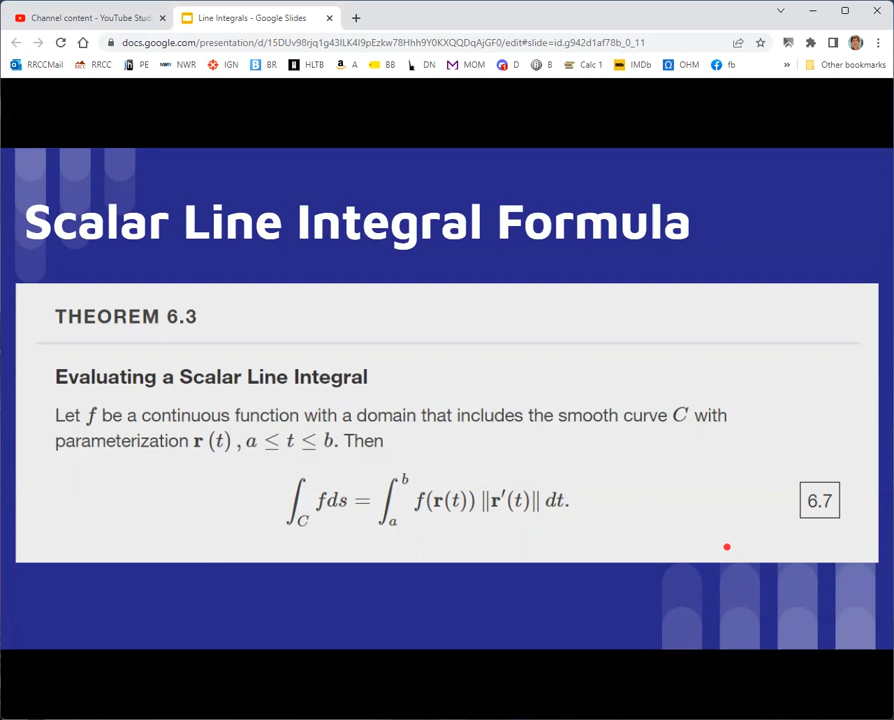 Channel content - YouTube Stud
Line Integrals - Google Slides
docs.google.com/presentation/d/15DUv98rjq1g43ILK4I9pEzkw78Hhh9Y0KXQQDqAjGF0/edit#slide=id.g942d1af78b_0_11
RRCCMail RRCC PE NWR IGN BR HLTB A BB DN MOM D B Calc 1 IMDb OHM fb » Other bookmarks
Scalar Line Integral Formula
THEOREM 6.3
Evaluating a Scalar Line Integral
Let f be a continuous function with a domain that includes the smooth curve C with
parameterization r (t) , a ≤ t ≤ b. Then
∫_C fds = ∫_a^b f(r(t)) ‖r′(t)‖ dt.
6.7